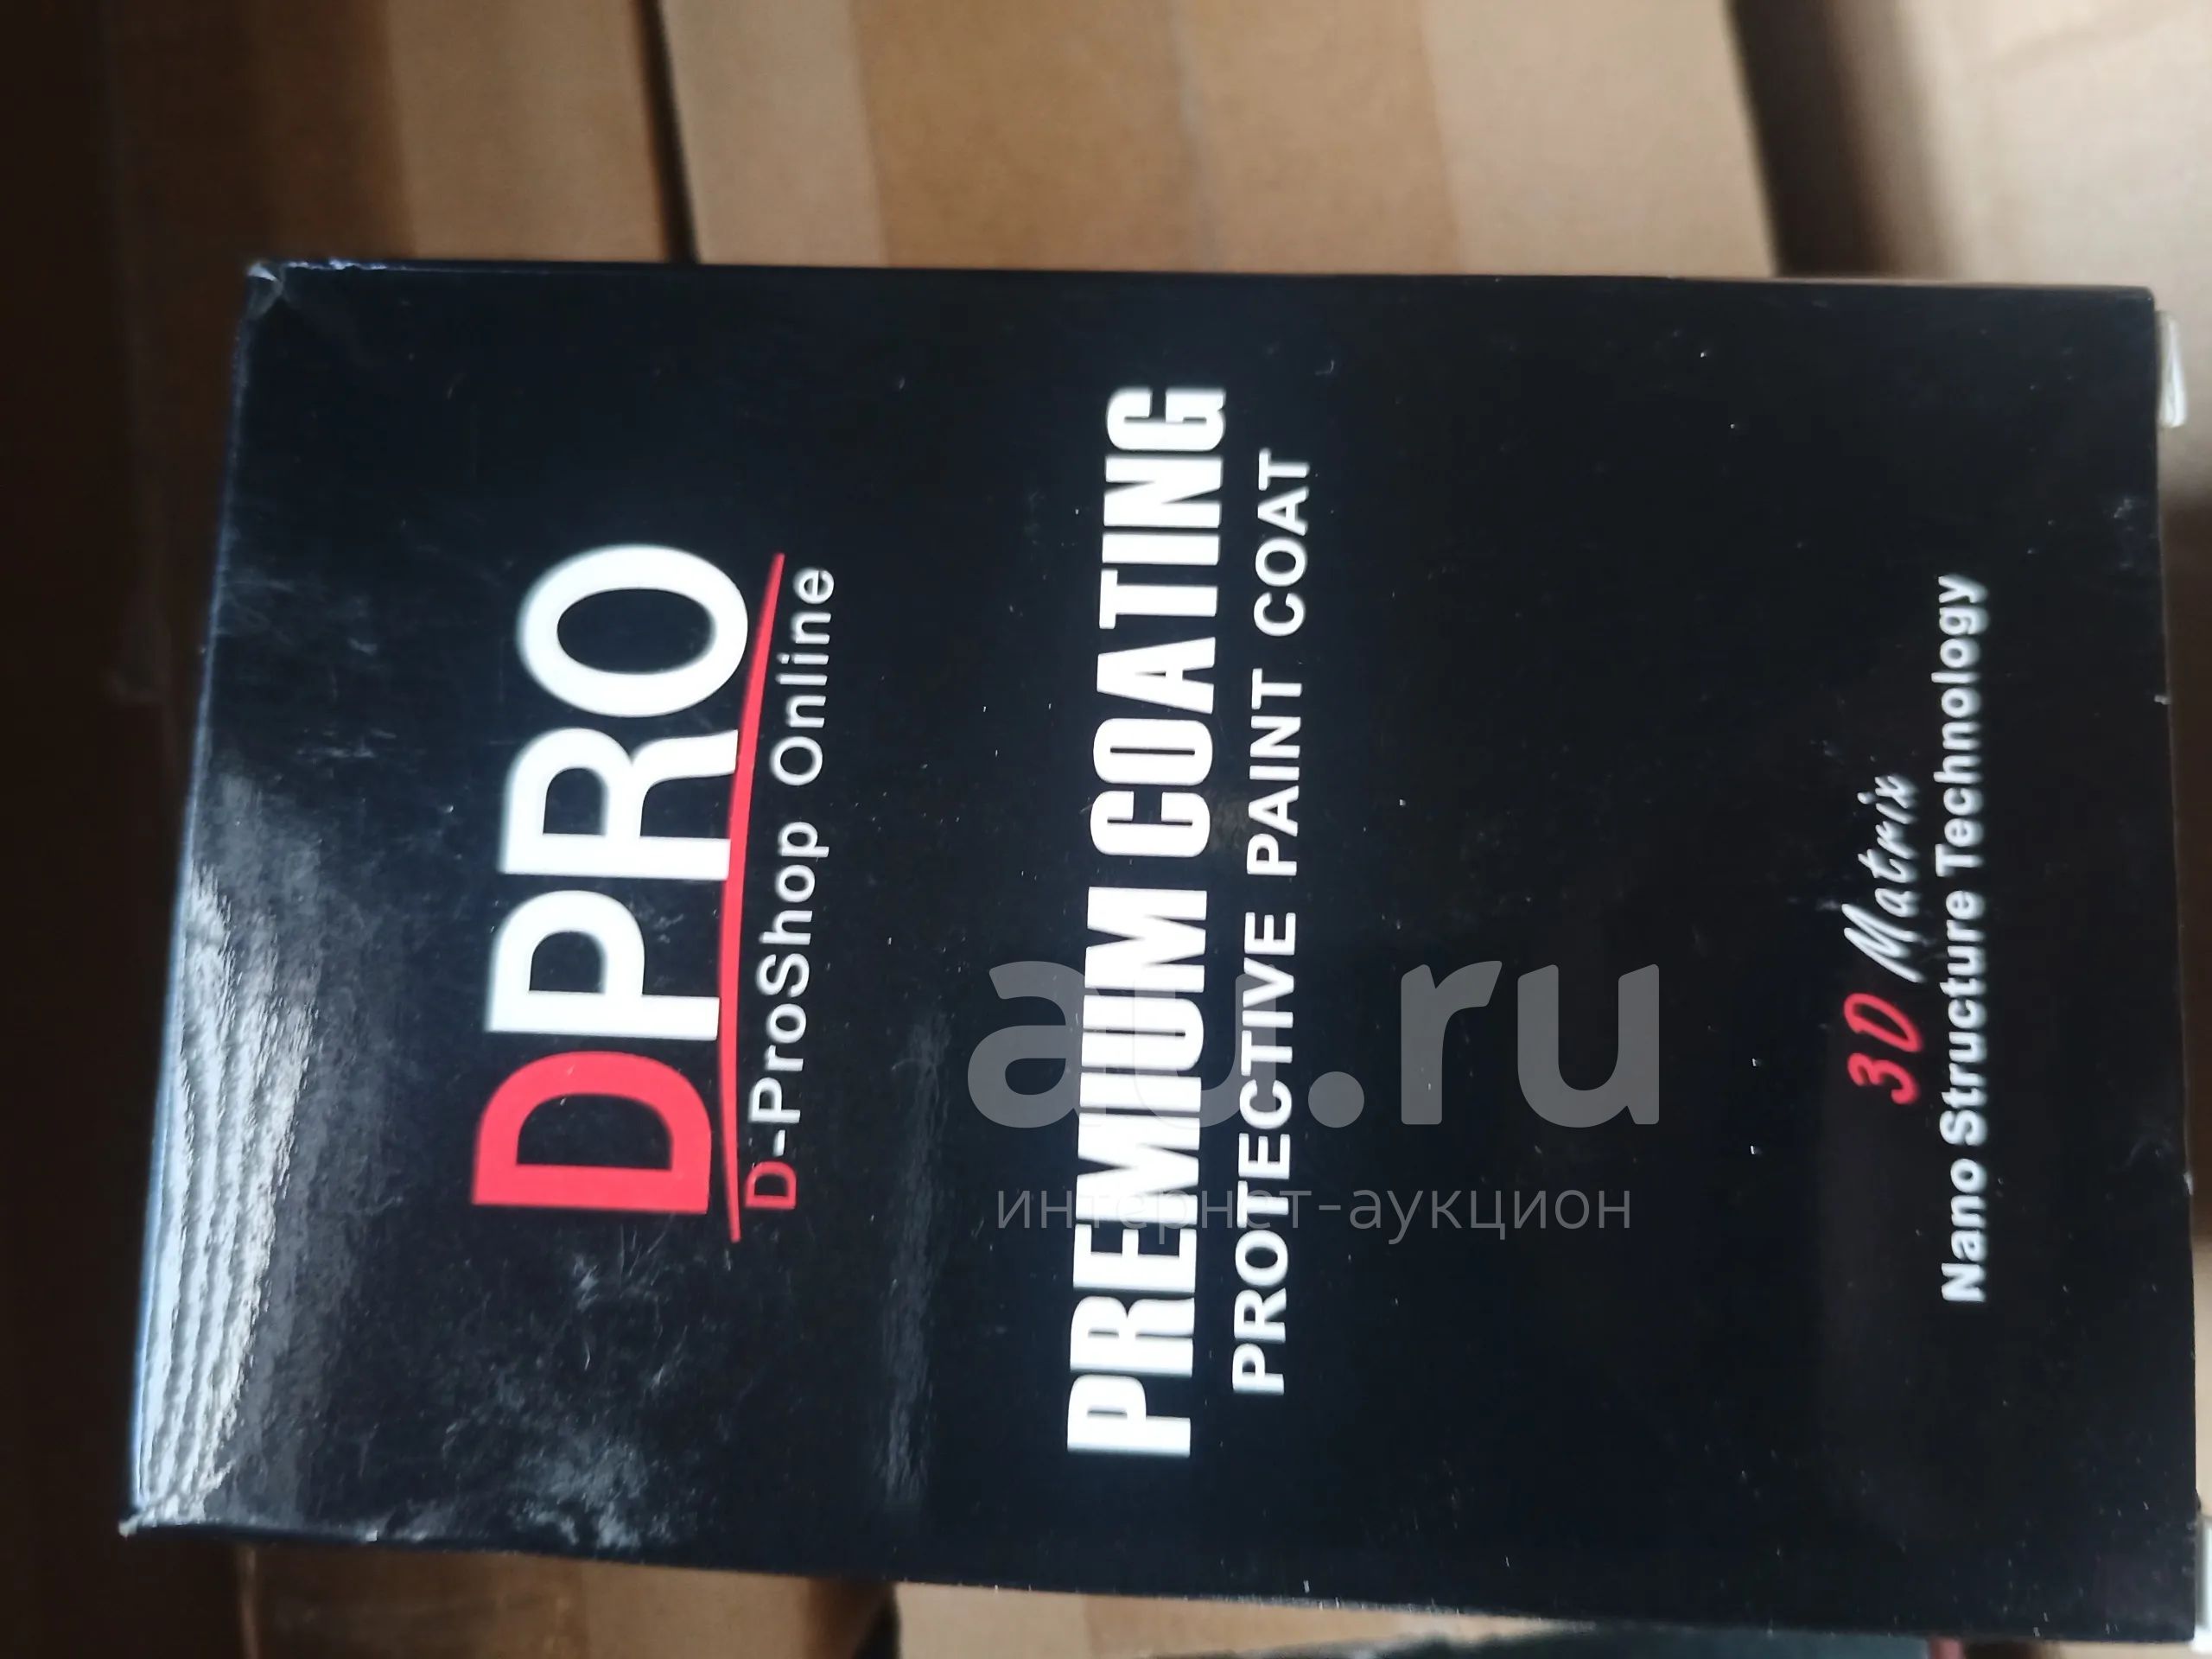 DPRO
D-ProShop Online
PREMIUM COATING
PROTECTIVE PAINT COAT
3D Matrix
Nano Structure Technology
au.ru
интернет-аукцион